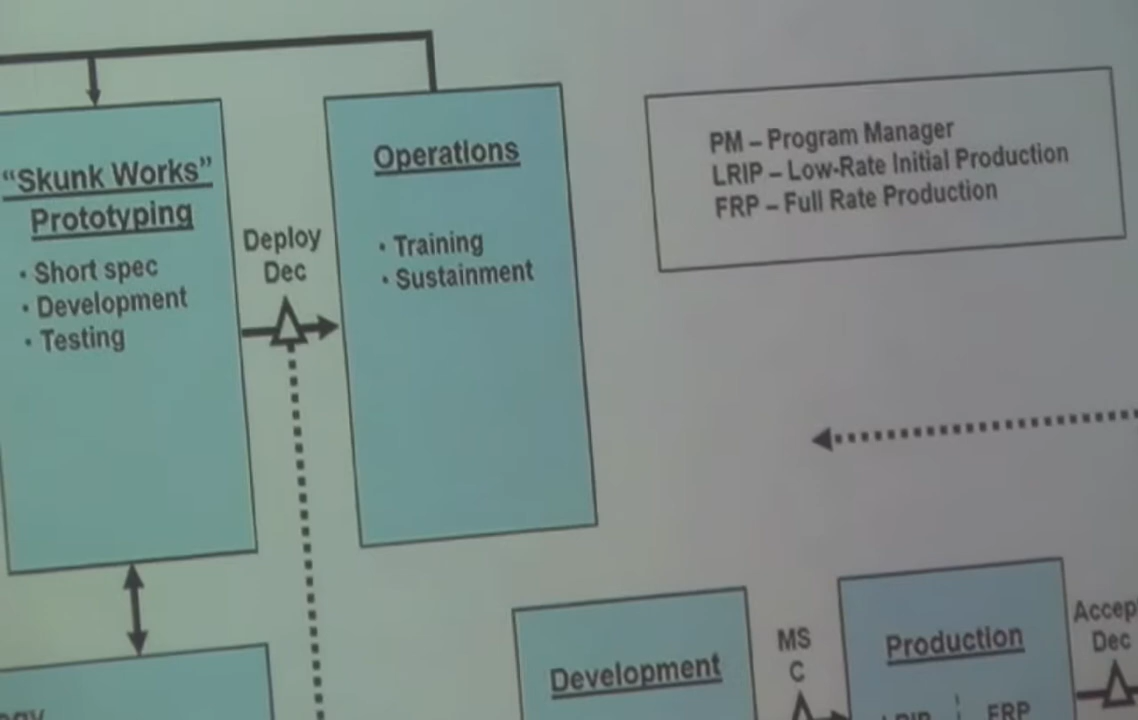 “Skunk Works”
Prototyping
• Short spec
• Development
• Testing
Deploy
Dec
Operations
• Training
• Sustainment
PM – Program Manager
LRIP – Low-Rate Initial Production
FRP – Full Rate Production
Development
MS
C
Production
LRIP FRP
Dec